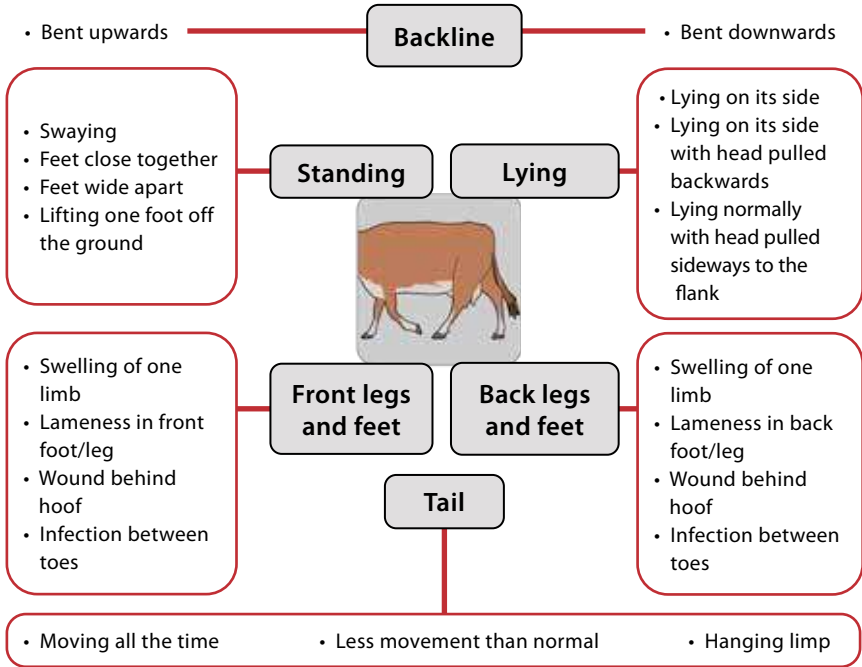 • Bent upwards
Backline
• Bent downwards
• Swaying
• Feet close together
• Feet wide apart
• Lifting one foot off
the ground
Standing
Lying
• Lying on its side
• Lying on its side
with head pulled
backwards
• Lying normally
with head pulled
sideways to the
flank
• Swelling of one
limb
• Lameness in front
foot/leg
• Wound behind
hoof
• Infection between
toes
Front legs
and feet
Back legs
and feet
• Swelling of one
limb
• Lameness in back
foot/leg
• Wound behind
hoof
• Infection between
toes
Tail
• Moving all the time
• Less movement than normal
• Hanging limp